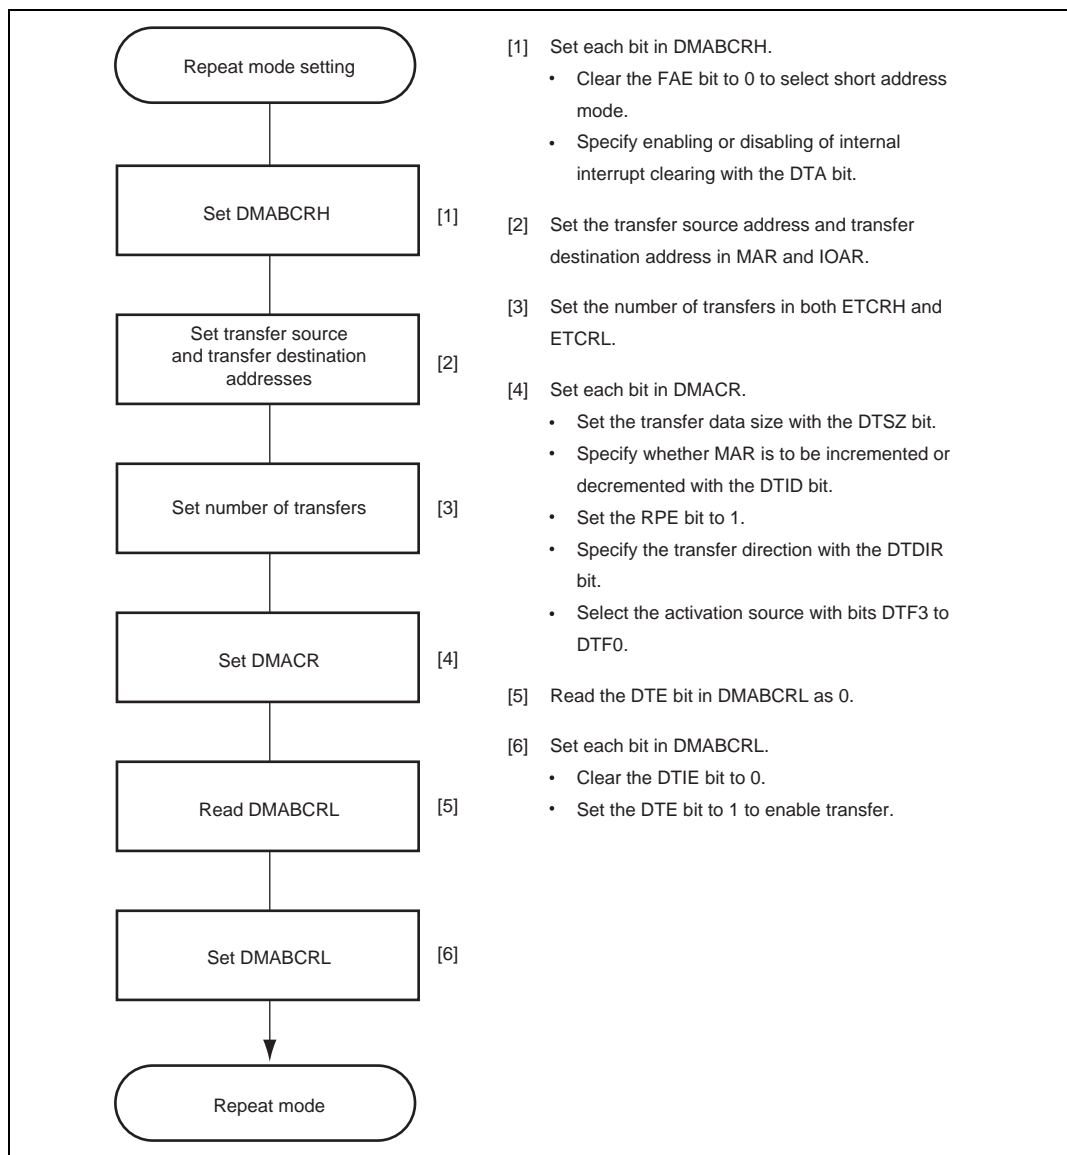 Repeat mode setting
Set DMABCRH
[1]
Set transfer source
and transfer destination
addresses
[2]
Set number of transfers
[3]
Set DMACR
[4]
Read DMABCRL
[5]
Set DMABCRL
[6]
Repeat mode
[1] Set each bit in DMABCRH.
• Clear the FAE bit to 0 to select short address
mode.
• Specify enabling or disabling of internal
interrupt clearing with the DTA bit.
[2] Set the transfer source address and transfer
destination address in MAR and IOAR.
[3] Set the number of transfers in both ETCRH and
ETCRL.
[4] Set each bit in DMACR.
• Set the transfer data size with the DTSZ bit.
• Specify whether MAR is to be incremented or
decremented with the DTID bit.
• Set the RPE bit to 1.
• Specify the transfer direction with the DTDIR
bit.
• Select the activation source with bits DTF3 to
DTF0.
[5] Read the DTE bit in DMABCRL as 0.
[6] Set each bit in DMABCRL.
• Clear the DTIE bit to 0.
• Set the DTE bit to 1 to enable transfer.